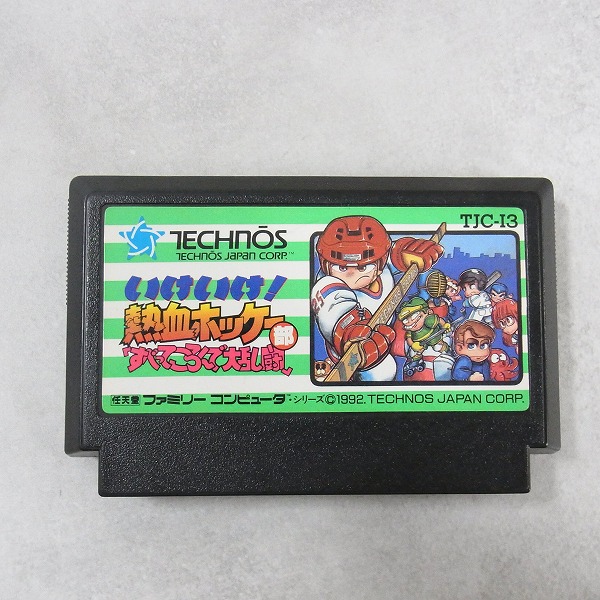 TECHNŌS
TECHNŌS JAPAN CORP.™
TJC-I3
いけいけ!
熱血ホッケー部
「すべってころんで大乱闘」
任天堂 ファミリー コンピュータ・シリーズ©1992.TECHNOS JAPAN CORP.